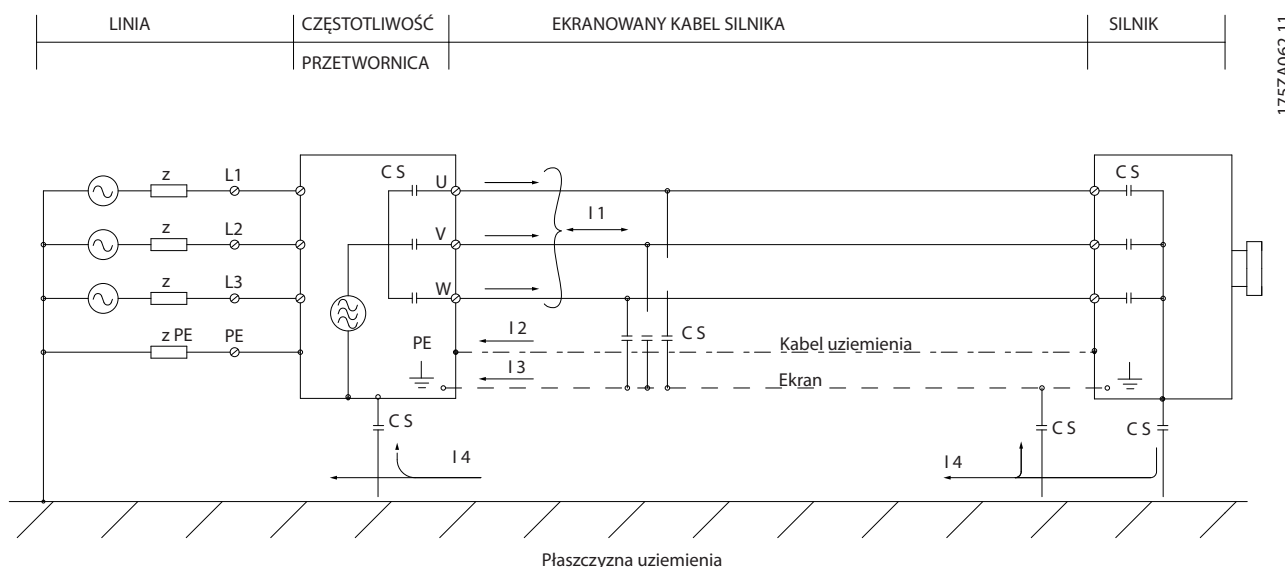 LINIA
CZĘSTOTLIWOŚĆ
PRZETWORNICA
EKRANOWANY KABEL SILNIKA
SILNIK
175ZA062.11
z
L1
C S
U
C S
I 1
z
L2
V
z
L3
W
C S
z PE
PE
PE
I 2
Kabel uziemienia
I 3
Ekran
C S
C S
C S
I 4
I 4
Płaszczyzna uziemienia